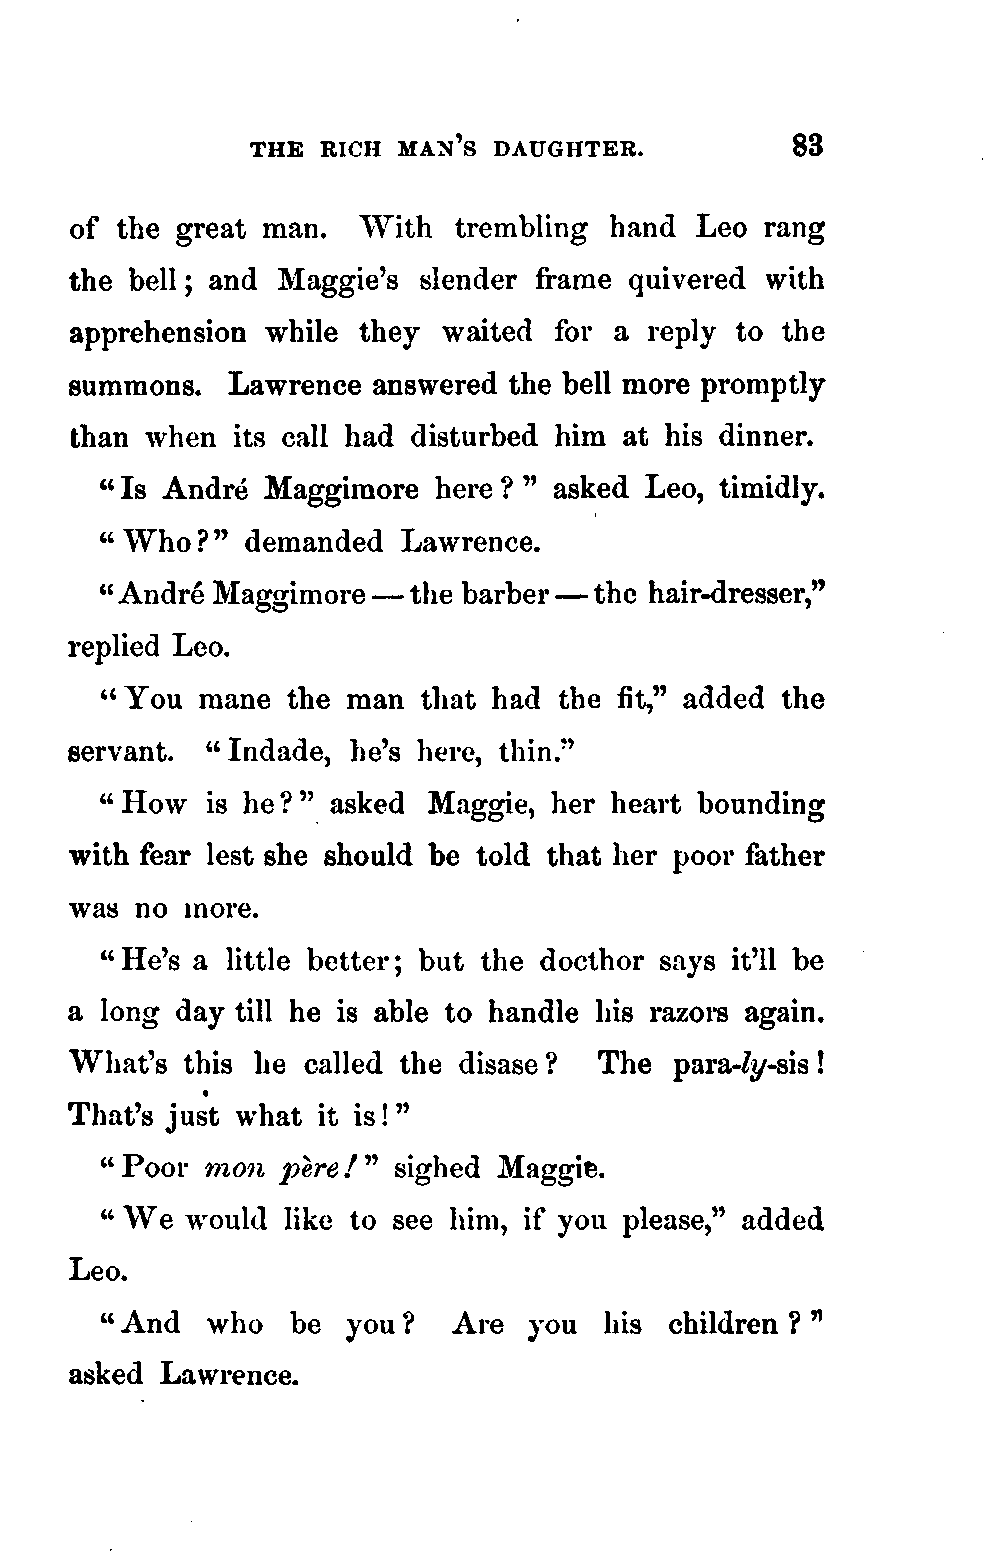 THE RICH MAN'S DAUGHTER. 83
of the great man. With trembling hand Leo rang
the bell; and Maggie's slender frame quivered with
apprehension while they waited for a reply to the
summons. Lawrence answered the bell more promptly
than when its call had disturbed him at his dinner.
"Is André Maggimore here?" asked Leo, timidly.
"Who?" demanded Lawrence.
"André Maggimore — the barber — the hair-dresser,"
replied Leo.
"You mane the man that had the fit," added the
servant. "Indade, he's here, thin."
"How is he?" asked Maggie, her heart bounding
with fear lest she should be told that her poor father
was no more.
"He's a little better; but the docthor says it'll be
a long day till he is able to handle his razors again.
What's this he called the disase? The para-ly-sis!
That's just what it is!"
"Poor mon père!" sighed Maggie.
"We would like to see him, if you please," added
Leo.
"And who be you? Are you his children?"
asked Lawrence.